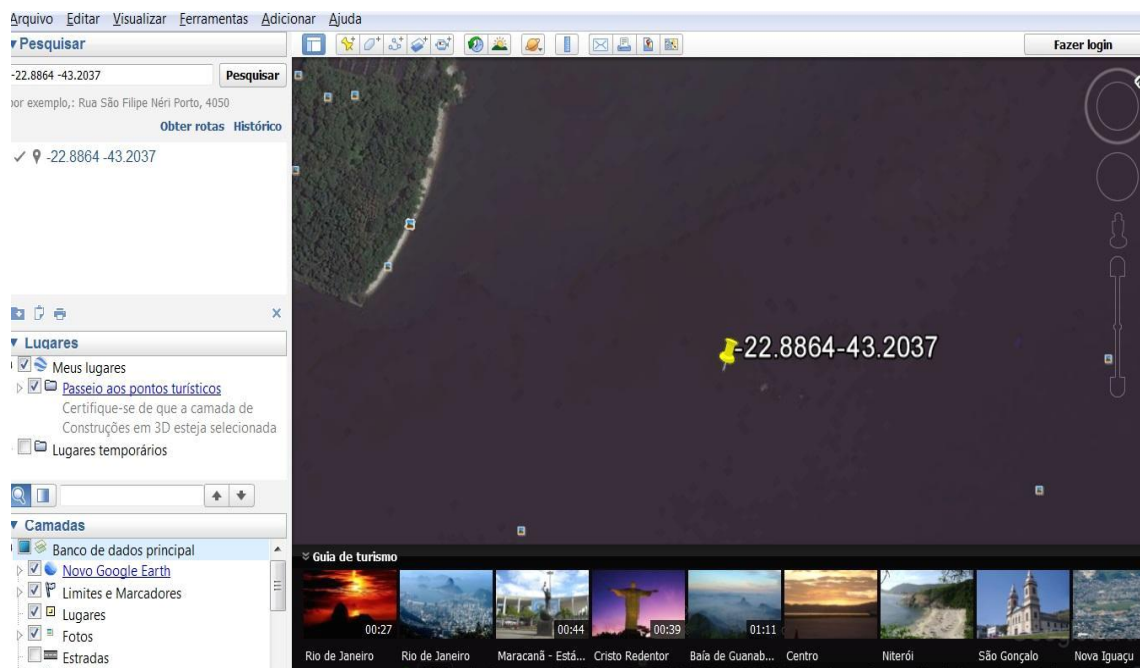 Arquivo Editar Visualizar Ferramentas Adicionar Ajuda
Pesquisar
Fazer login
-22.8864 -43.2037
Pesquisar
por exemplo,: Rua São Filipe Néri Porto, 4050
Obter rotas Histórico
-22.8864 -43.2037
-22.8864-43.2037
Lugares
Meus lugares
Passeio aos pontos turísticos
Certifique-se de que a camada de
Construções em 3D esteja selecionada
Lugares temporários
Camadas
Banco de dados principal
Novo Google Earth
Limites e Marcadores
Lugares
Fotos
Estradas
Guia de turismo
00:27 00:44 00:39 01:11
Rio de Janeiro Rio de Janeiro Maracanã - Está... Cristo Redentor Baía de Guanab... Centro Niterói São Gonçalo Nova Iguaçu